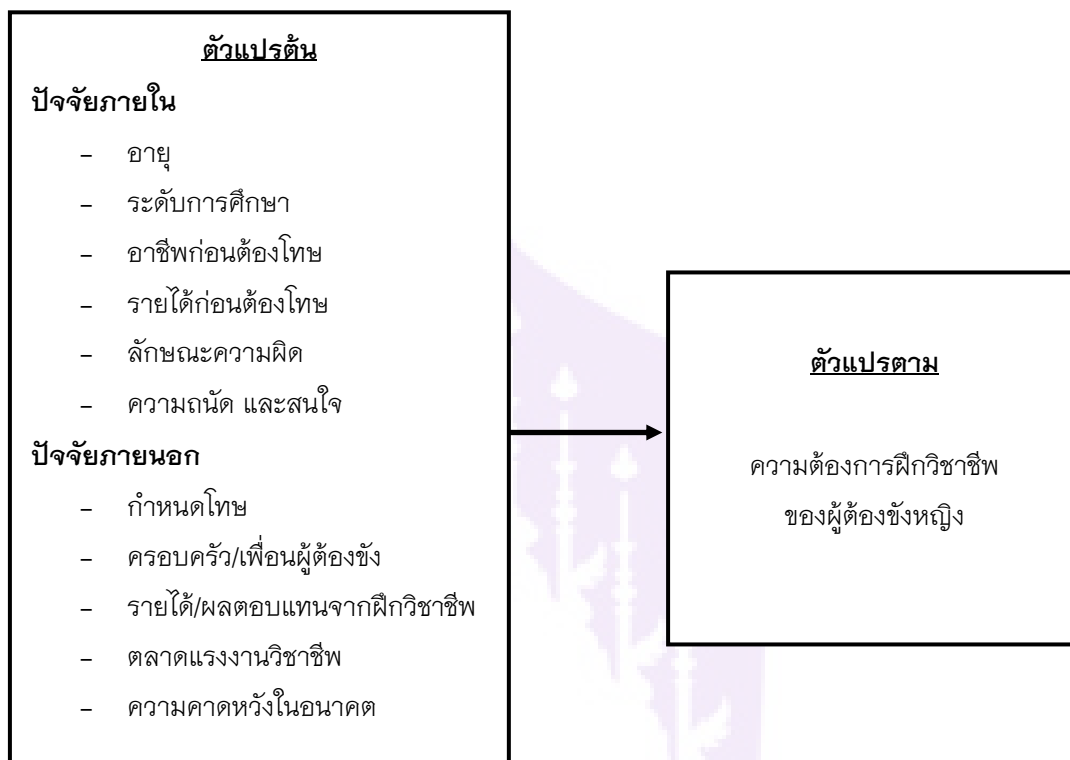 ตัวแปรต้น
ปัจจัยภายใน
– อายุ
– ระดับการศึกษา
– อาชีพก่อนต้องโทษ
– รายได้ก่อนต้องโทษ
– ลักษณะความผิด
– ความถนัด และสนใจ
ปัจจัยภายนอก
– กำหนดโทษ
– ครอบครัว/เพื่อนผู้ต้องขัง
– รายได้/ผลตอบแทนจากฝึกวิชาชีพ
– ตลาดแรงงานวิชาชีพ
– ความคาดหวังในอนาคต
ตัวแปรตาม
ความต้องการฝึกวิชาชีพ
ของผู้ต้องขังหญิง